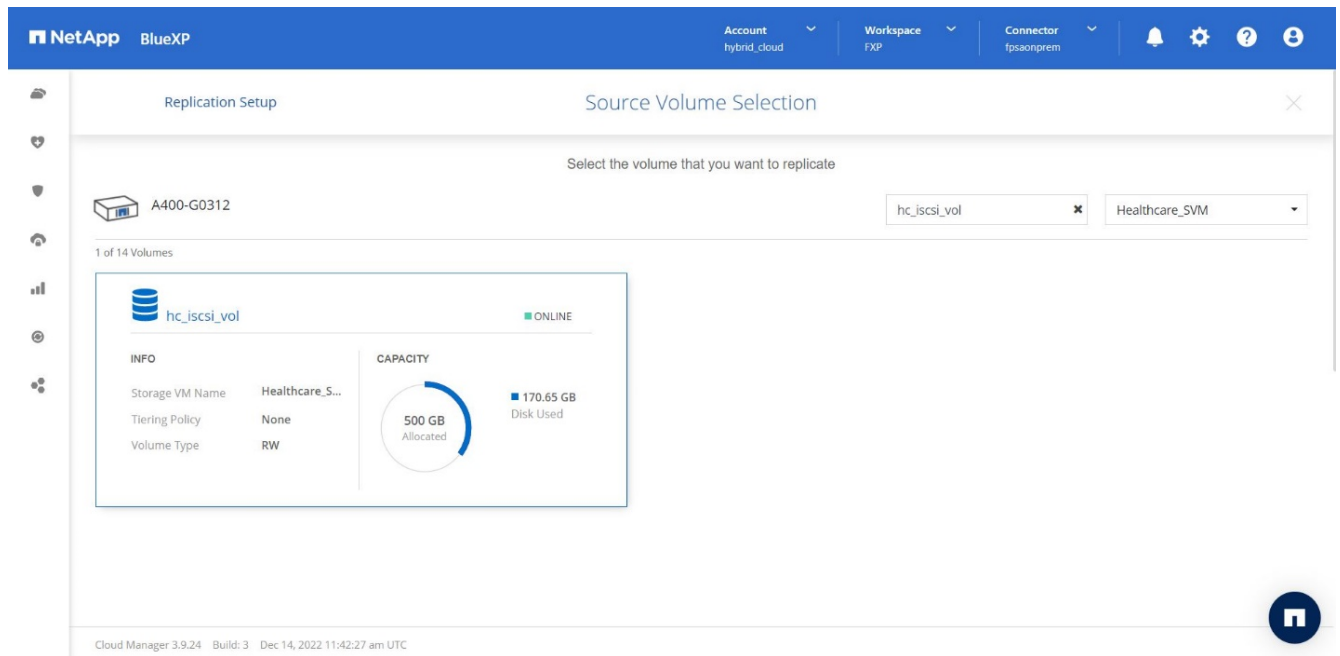 NetApp BlueXP
Account
hybrid_cloud
Workspace
FXP
Connector
fpsaonprem
Replication Setup
Source Volume Selection
Select the volume that you want to replicate
A400-G0312
hc_iscsi_vol
Healthcare_SVM
1 of 14 Volumes
hc_iscsi_vol
ONLINE
INFO
Storage VM Name Healthcare_S...
Tiering Policy None
Volume Type RW
CAPACITY
500 GB
Allocated
170.65 GB
Disk Used
Cloud Manager 3.9.24 Build: 3 Dec 14, 2022 11:42:27 am UTC